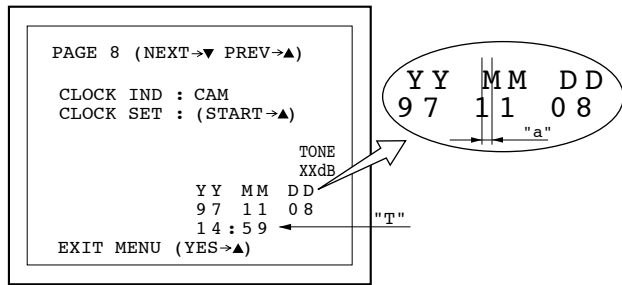 PAGE 8 (NEXT→▼ PREV→▲)
CLOCK IND : CAM
CLOCK SET : (START→▲)
TONE
XXdB
YY MM DD
97 11 08
14:59
EXIT MENU (YES→▲)
"T"
YY MM DD
97 11 08
"a"